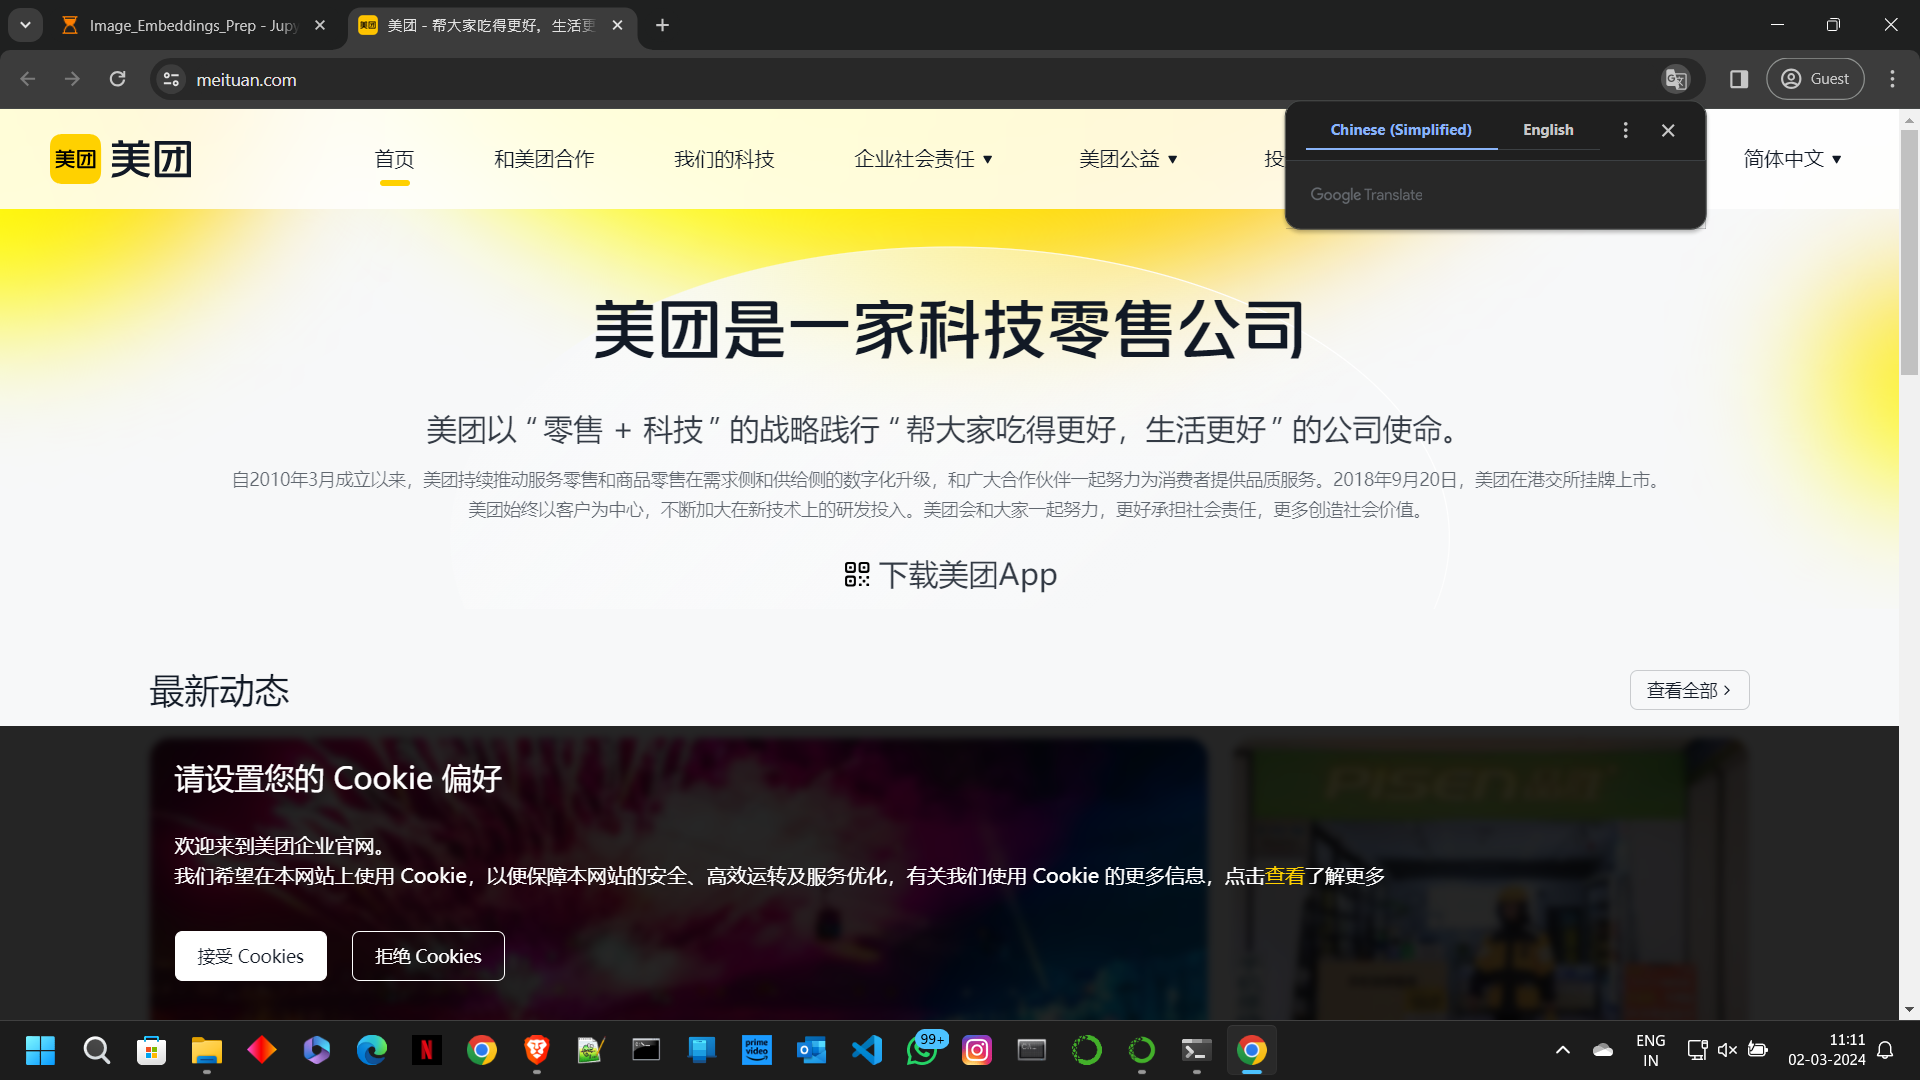 Image_Embeddings_Prep - Jupy
美团 - 帮大家吃得更好，生活更
meituan.com
Guest
Chinese (Simplified)
English
Google Translate
美团 美团
首页
和美团合作
我们的科技
企业社会责任 ▼
美团公益 ▼
投
简体中文 ▼
美团是一家科技零售公司
美团以“零售 + 科技”的战略践行“帮大家吃得更好，生活更好”的公司使命。
自2010年3月成立以来，美团持续推动服务零售和商品零售在需求侧和供给侧的数字化升级，和广大合作伙伴一起努力为消费者提供品质服务。2018年9月20日，美团在港交所挂牌上市。
美团始终以客户为中心，不断加大在新技术上的研发投入。美团会和大家一起努力，更好承担社会责任，更多创造社会价值。
下载美团App
最新动态
查看全部 >
PISEN
请设置您的 Cookie 偏好
欢迎来到美团企业官网。
我们希望在本网站上使用 Cookie，以便保障本网站的安全、高效运转及服务优化，有关我们使用 Cookie 的更多信息，点击查看了解更多
接受 Cookies
拒绝 Cookies
prime video
99+
ENG
IN
11:11
02-03-2024